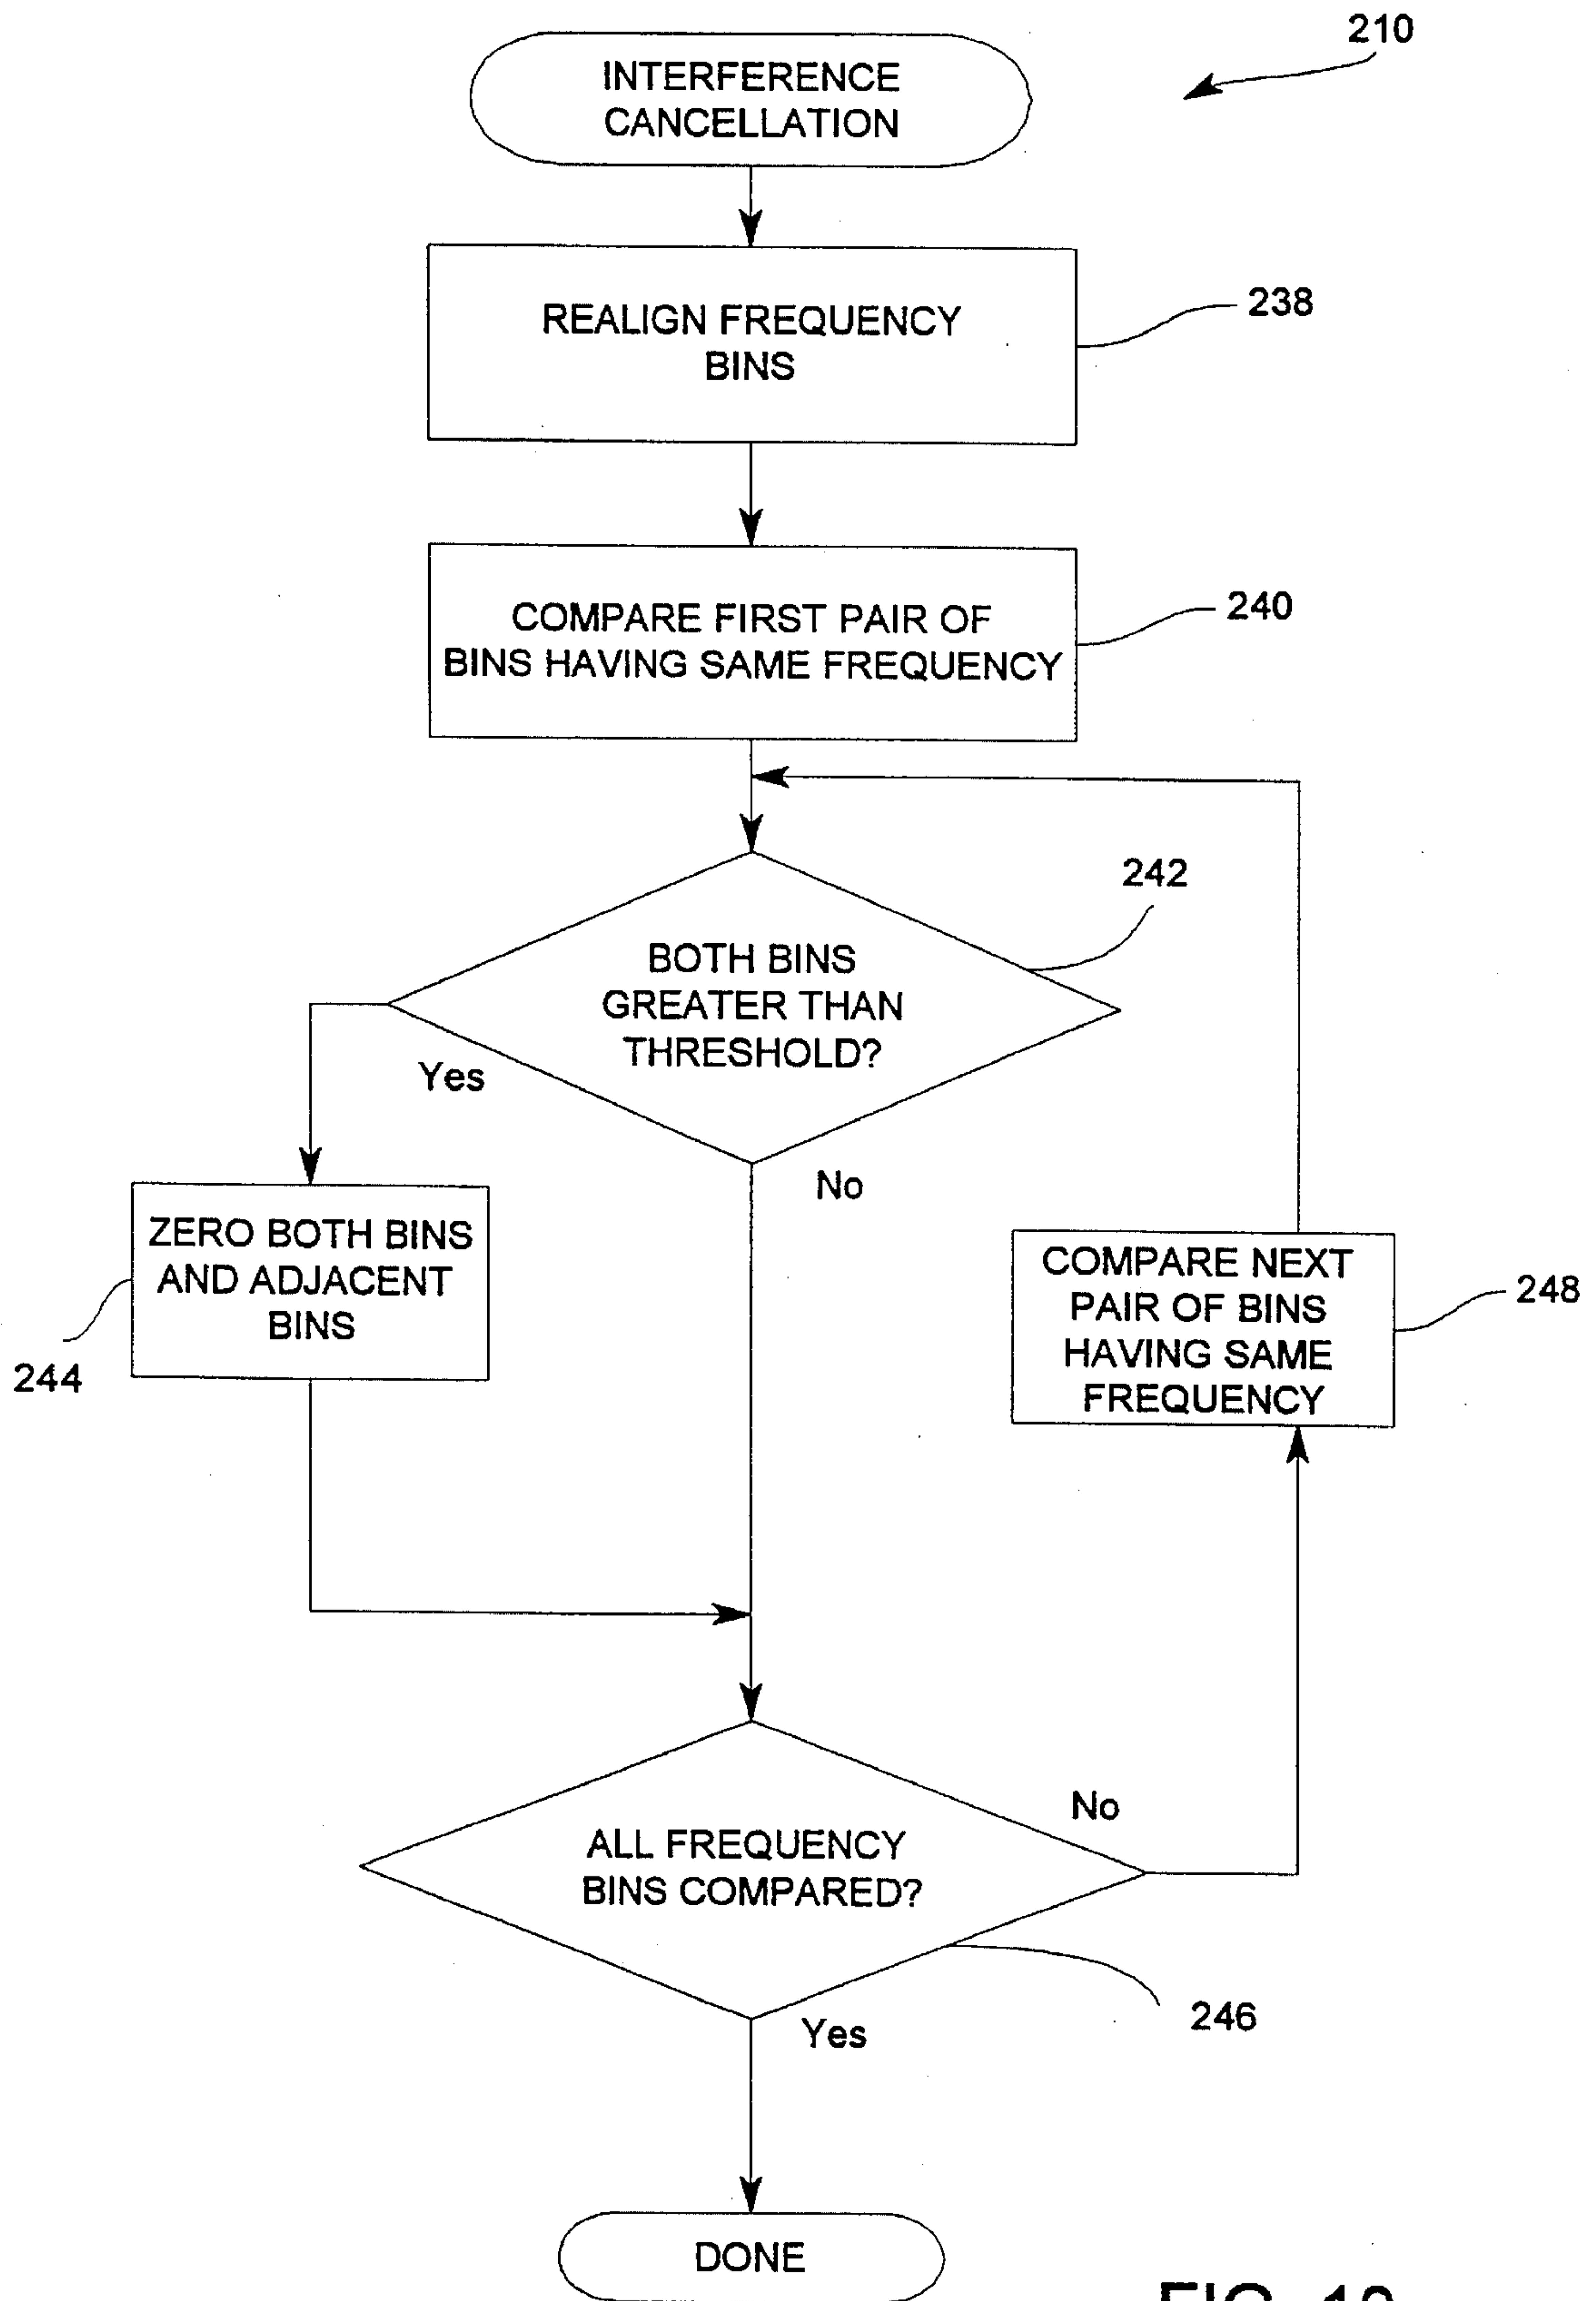 210
INTERFERENCE
CANCELLATION
REALIGN FREQUENCY
BINS
238
COMPARE FIRST PAIR OF
BINS HAVING SAME FREQUENCY
240
242
BOTH BINS
GREATER THAN
THRESHOLD?
Yes
No
ZERO BOTH BINS
AND ADJACENT
BINS
244
COMPARE NEXT
PAIR OF BINS
HAVING SAME
FREQUENCY
248
No
ALL FREQUENCY
BINS COMPARED?
246
Yes
DONE
FIG.